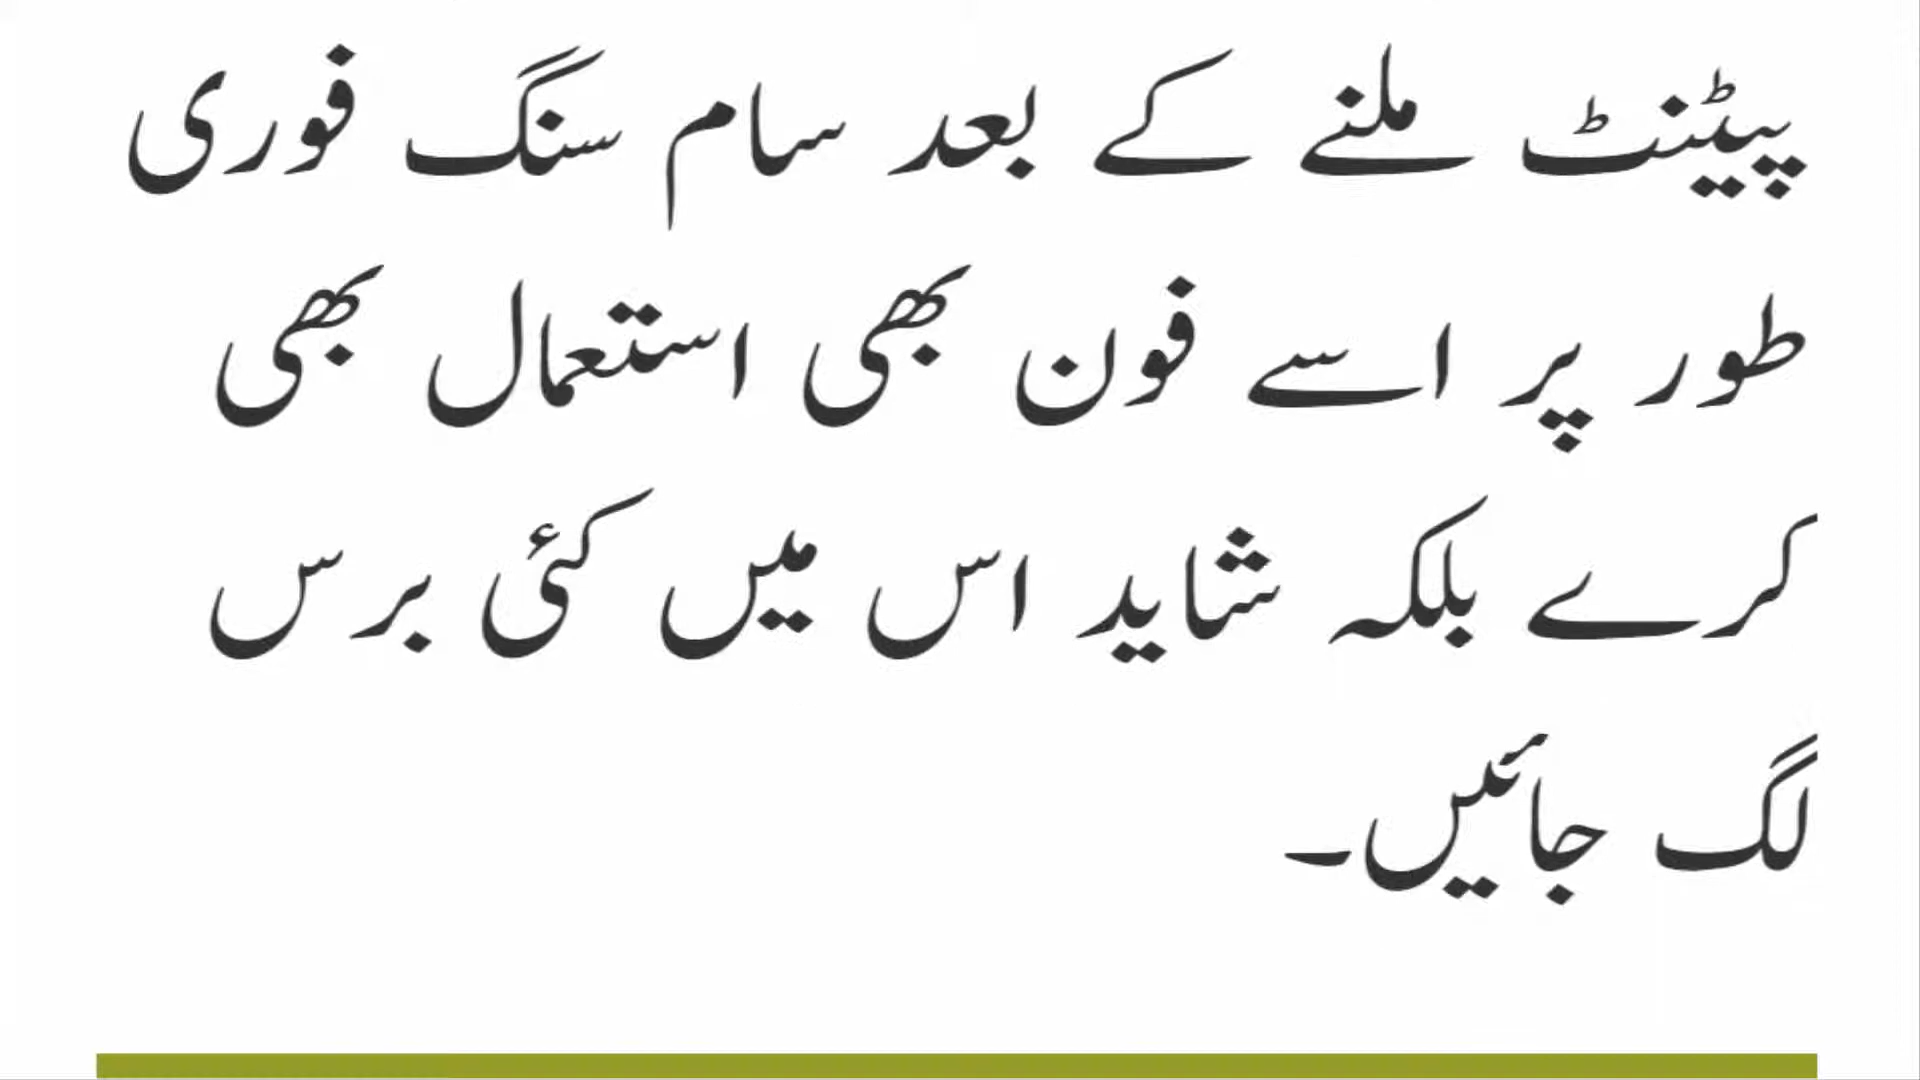 پیٹنٹ ملنے کے بعد سام سنگ فوری
طور پر اسے فون بھی استعمال بھی
کرے بلکہ شاید اس میں کئی برس
لگ جائیں۔